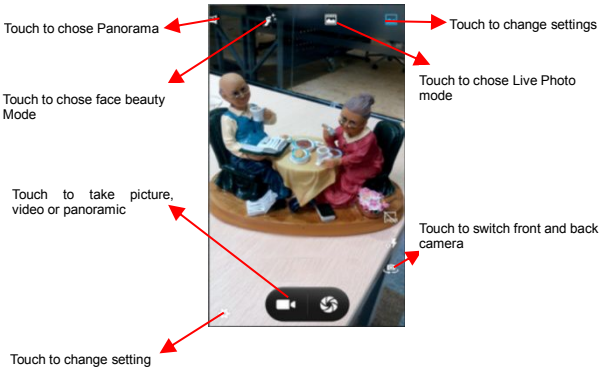 Touch to chose Panorama
Touch to change settings
Touch to chose face beauty
Mode
Touch to chose Live Photo
mode
Touch to take picture,
video or panoramic
Touch to switch front and back
camera
Touch to change setting